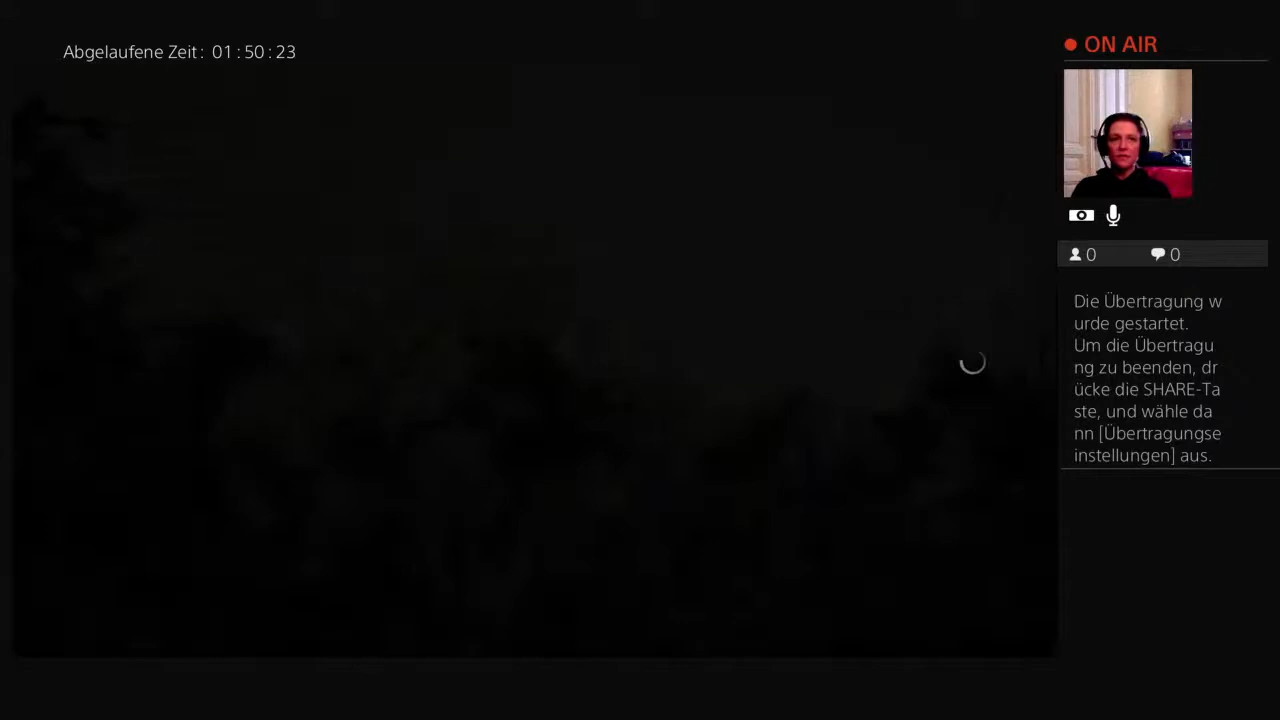 Abgelaufene Zeit: 01:50:23
ON AIR
0 0
Die Übertragung w
urde gestartet.
Um die Übertragu
ng zu beenden, dr
ücke die SHARE-Ta
ste, und wähle da
nn [Übertragungse
instellungen] aus.